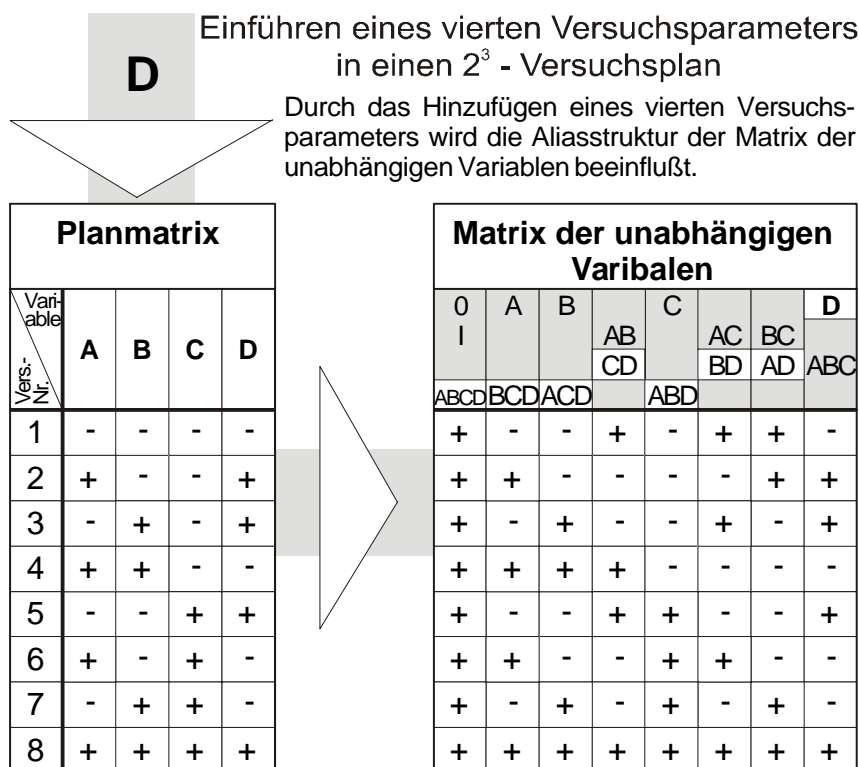 D
Einführen eines vierten Versuchsparameters
in einen 2³ - Versuchsplan
Durch das Hinzufügen eines vierten Versuchs-
parameters wird die Aliasstruktur der Matrix der
unabhängigen Variablen beeinflußt.
Planmatrix
Vari-
able
Vers.-
Nr.
A B C D
1 - - - -
2 + - - +
3 - + - +
4 + + - -
5 - - + +
6 + - + -
7 - + + -
8 + + + +
Matrix der unabhängigen
Varibalen
0 A B C D
I AB AC BC
CD BD AD ABC
ABCD BCD ACD ABD
+ - - + - + + -
+ + - - - - + +
+ - + - - + - +
+ + + + - - - -
+ - - + + - - +
+ + - - + + - -
+ - + - + - + -
+ + + + + + + +